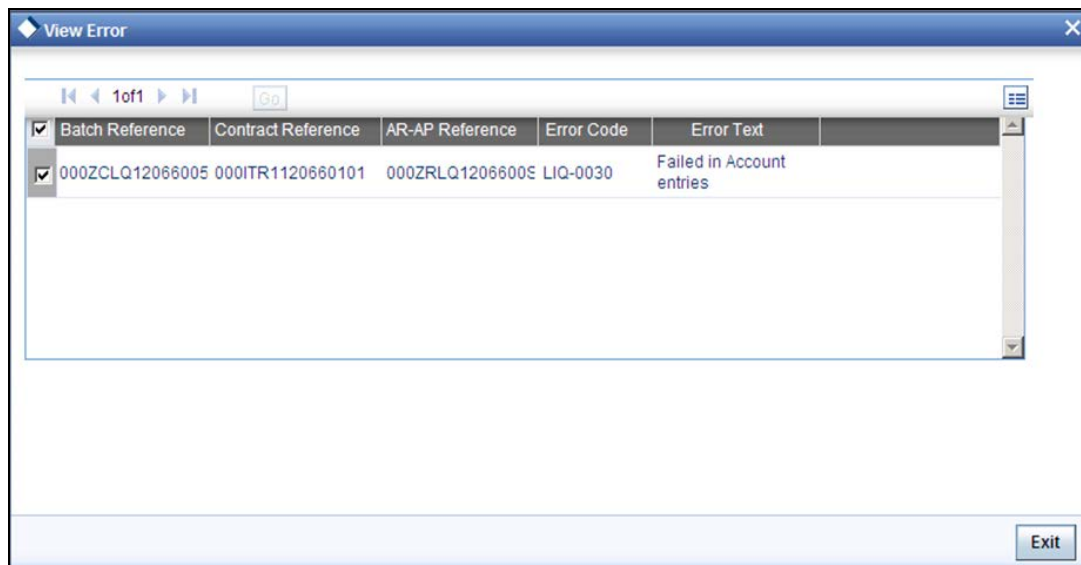 View Error
1of1 Go
Batch Reference Contract Reference AR-AP Reference Error Code Error Text
000ZCLQ12066005 000ITR1120660101 000ZRLQ1206600S LIQ-0030 Failed in Account
entries
Exit